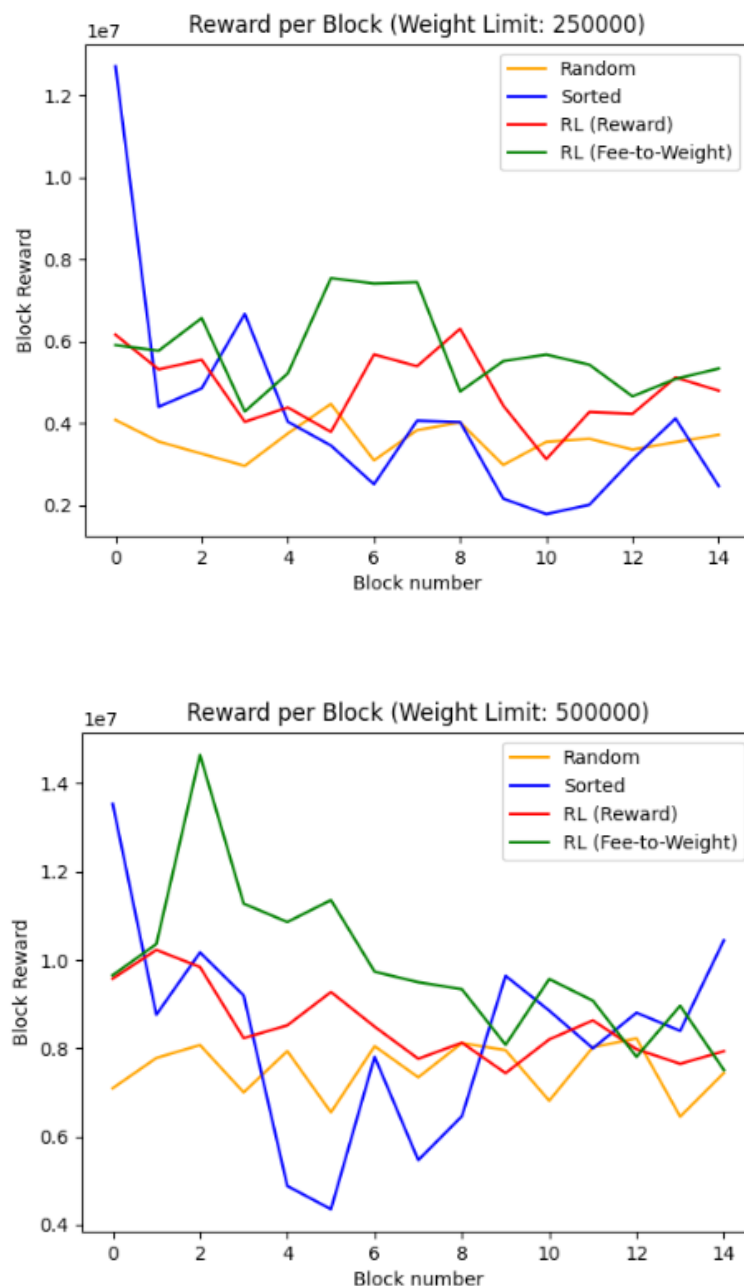 Reward per Block (Weight Limit: 250000)
1e7
Random
Sorted
RL (Reward)
RL (Fee-to-Weight)
1.2
1.0
0.8
0.6
0.4
0.2
Block Reward
0 2 4 6 8 10 12 14
Block number
Reward per Block (Weight Limit: 500000)
1e7
Random
Sorted
RL (Reward)
RL (Fee-to-Weight)
1.4
1.2
1.0
0.8
0.6
0.4
Block Reward
0 2 4 6 8 10 12 14
Block number